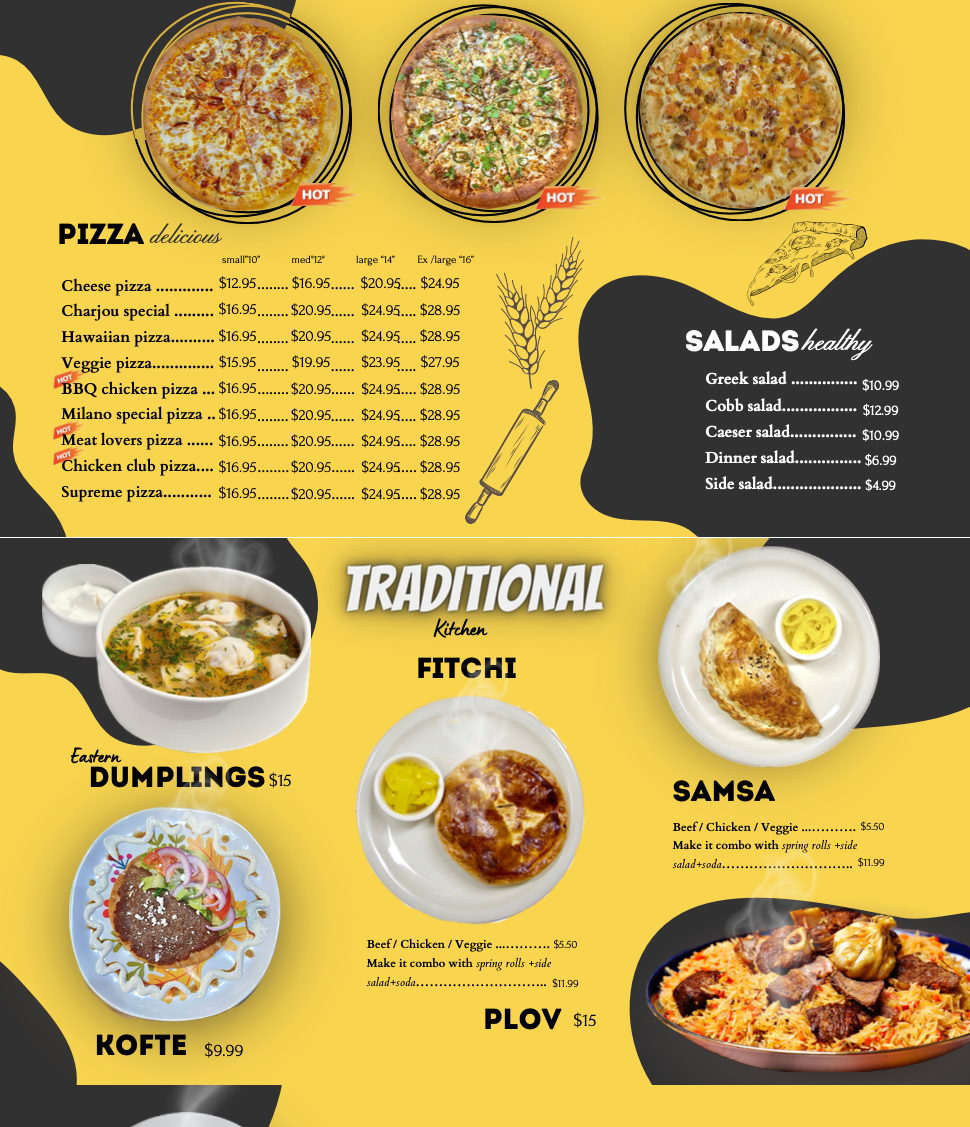 HOT
HOT
HOT
PIZZA delicious
small"10" med"12" large "14" Ex /large "16"
Cheese pizza ............. $12.95........ $16.95...... $20.95.... $24.95
Charjou special ......... $16.95........ $20.95...... $24.95.... $28.95
Hawaiian pizza.......... $16.95........ $20.95...... $24.95.... $28.95
Veggie pizza.............. $15.95........ $19.95...... $23.95.... $27.95
HOT
BBQ chicken pizza ... $16.95........ $20.95...... $24.95.... $28.95
Milano special pizza .. $16.95........ $20.95...... $24.95.... $28.95
HOT
Meat lovers pizza ...... $16.95........ $20.95...... $24.95.... $28.95
HOT
Chicken club pizza.... $16.95........ $20.95...... $24.95.... $28.95
Supreme pizza........... $16.95........ $20.95...... $24.95.... $28.95
SALADS healthy
Greek salad ............... $10.99
Cobb salad................. $12.99
Caeser salad............... $10.99
Dinner salad............... $6.99
Side salad.................... $4.99
TRADITIONAL
Kitchen
FITCHI
Eastern
DUMPLINGS $15
SAMSA
Beef / Chicken / Veggie ............. $5.50
Make it combo with spring rolls +side
salad+soda............................. $11.99
Beef / Chicken / Veggie ............. $5.50
Make it combo with spring rolls +side
salad+soda............................. $11.99
PLOV $15
KOFTE $9.99